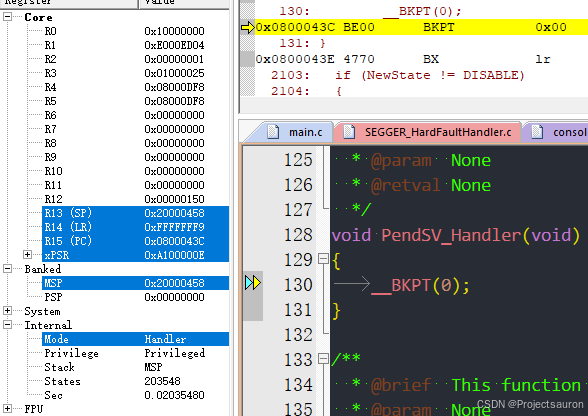 Register Value
Core
R0 0x10000000
R1 0xE000ED04
R2 0x00000001
R3 0x01000025
R4 0x08000DF8
R5 0x08000DF8
R6 0x00000000
R7 0x00000000
R8 0x00000000
R9 0x00000000
R10 0x00000000
R11 0x00000000
R12 0x00000150
R13 (SP) 0x20000458
R14 (LR) 0xFFFFFFF9
R15 (PC) 0x0800043C
xPSR 0xA100000E
Banked
MSP 0x20000458
PSP 0x00000000
System
Internal
Mode Handler
Privilege Privileged
Stack MSP
States 203548
Sec 0.02035480
FPU
130: __BKPT(0);
0x0800043C BE00 BKPT 0x00
131: }
0x0800043E 4770 BX lr
2103: if (NewState != DISABLE)
2104: {
main.c SEGGER_HardFaultHandler.c consol
125 * @param None
126 * @retval None
127 */
128 void PendSV_Handler(void)
129 {
130 __BKPT(0);
131 }
132
133 /**
134 * @brief This function
135 * @param None
CSDN @Projectsauron